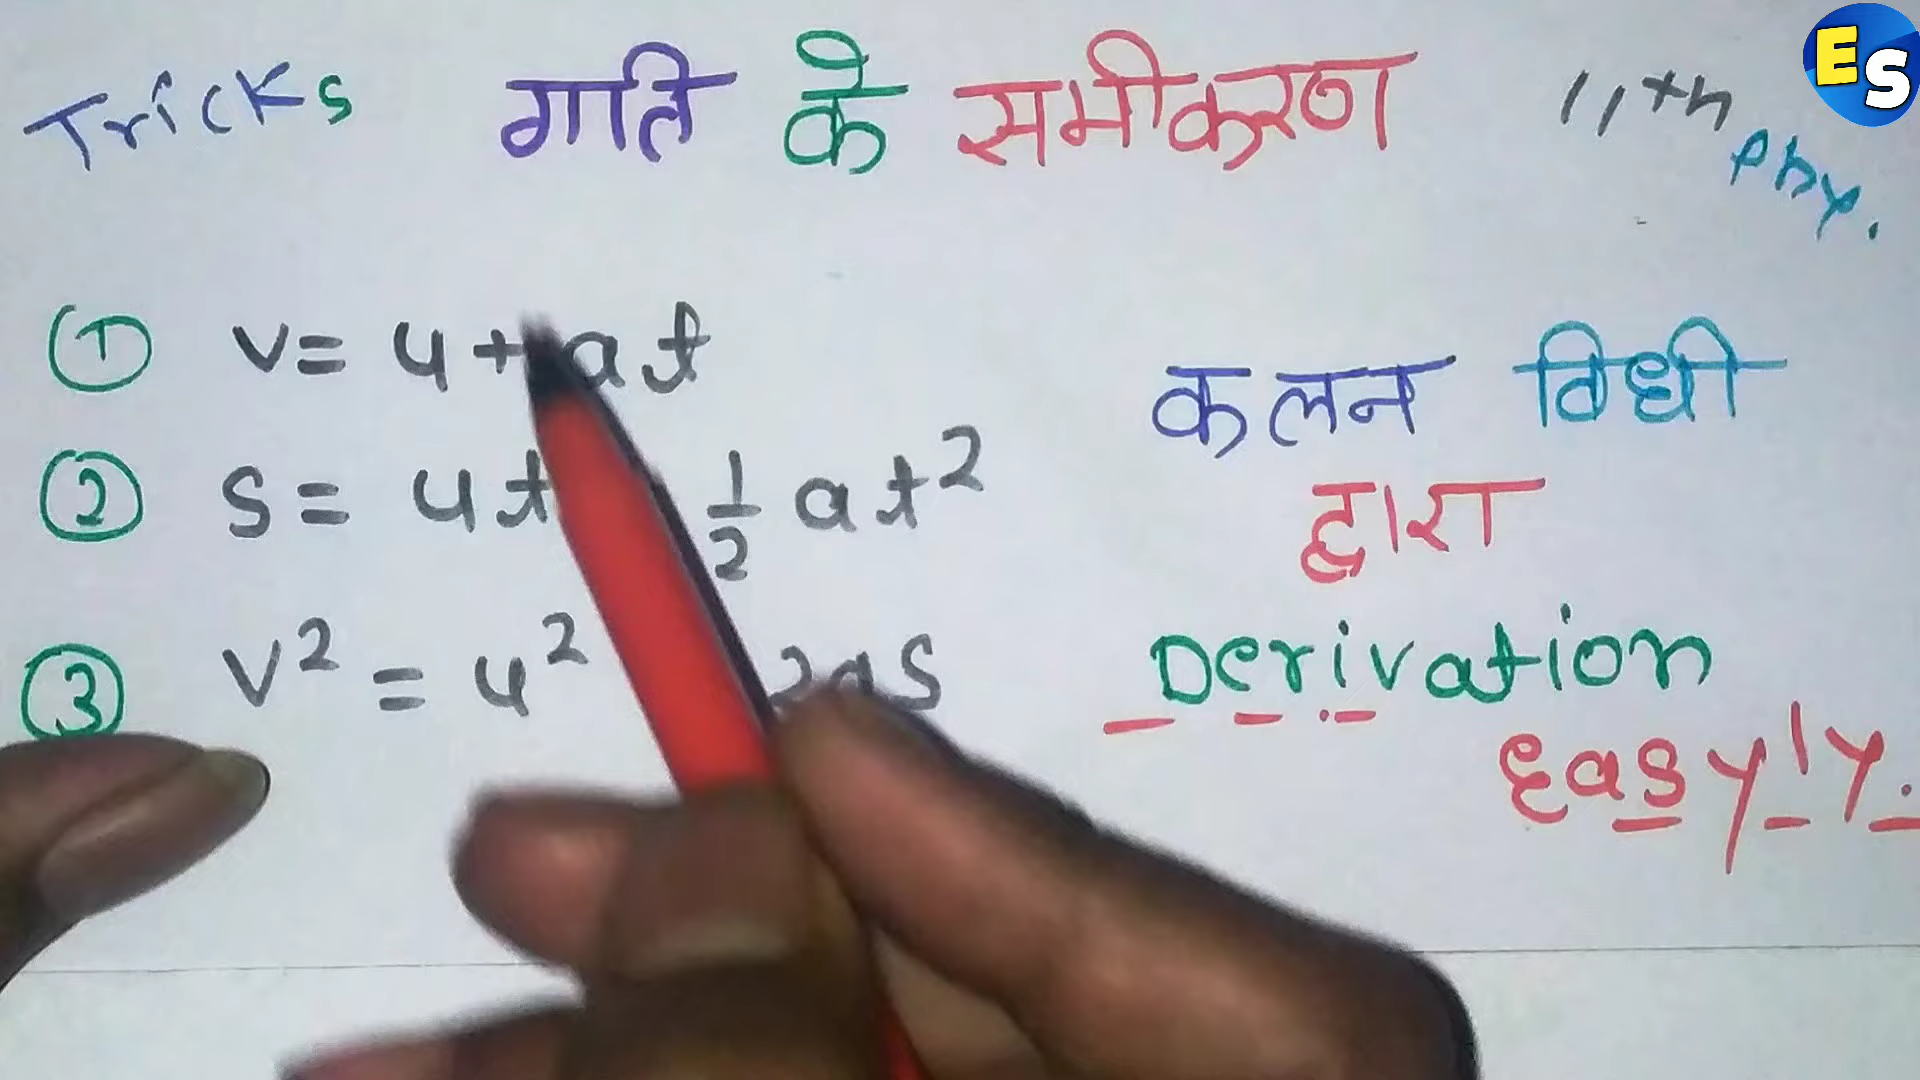 Tricks गति के समीकरण 11th phy.
ES
① v = u + at
② s = ut 1/2 at²
③ v² = u² 2as
कलन विधी
द्वारा
Derivation
Easyly.